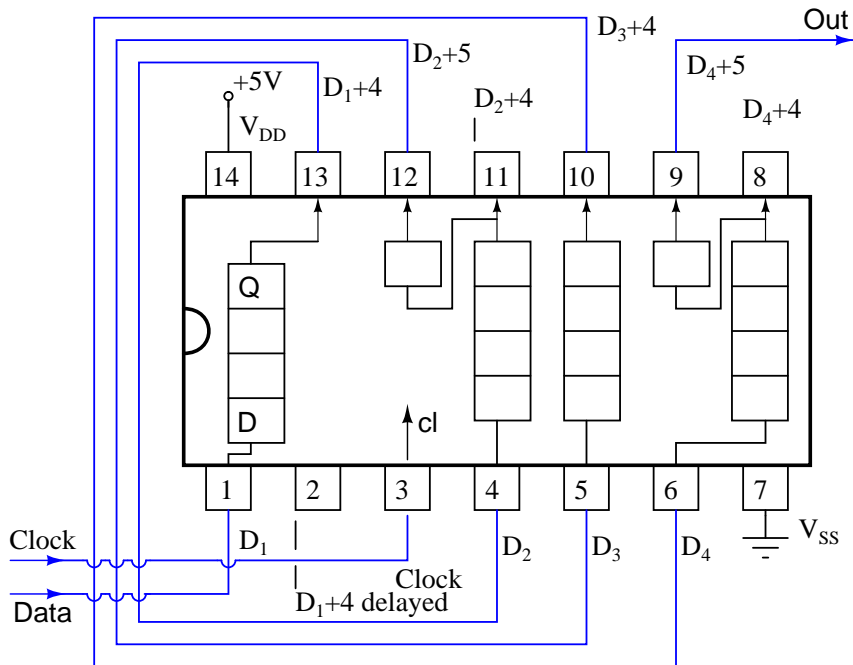 Out
D₃+4
D₂+5
D₄+5
+5V
D₁+4
D₂+4
D₄+4
V_DD
14 13 12 11 10 9 8
Q
D
cl
1 2 3 4 5 6 7
Clock
D₁
D₂
D₃
D₄
V_SS
Clock
Data
D₁+4 delayed